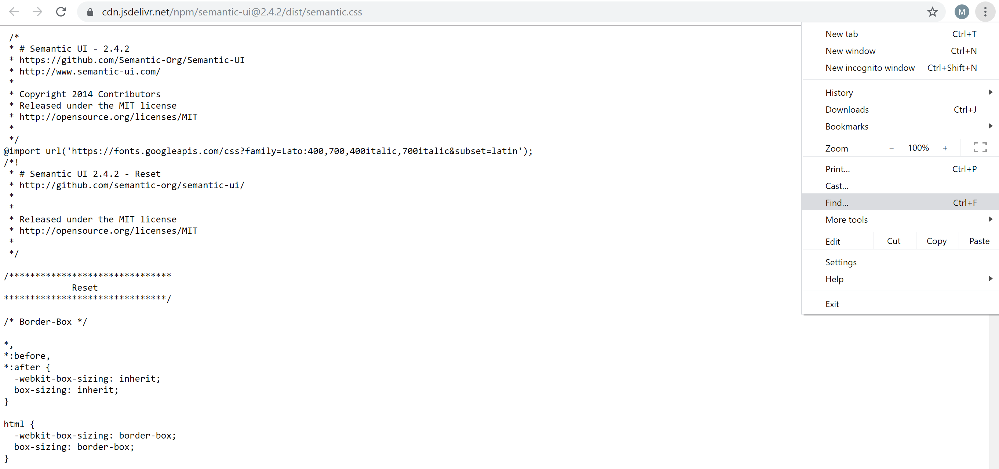 cdn.jsdelivr.net/npm/semantic-ui@2.4.2/dist/semantic.css
M
/*
* # Semantic UI - 2.4.2
* https://github.com/Semantic-Org/Semantic-UI
* http://www.semantic-ui.com/
*
* Copyright 2014 Contributors
* Released under the MIT license
* http://opensource.org/licenses/MIT
*
*/
@import url('https://fonts.googleapis.com/css?family=Lato:400,700,400italic,700italic&subset=latin');
/*!
* # Semantic UI 2.4.2 - Reset
* http://github.com/semantic-org/semantic-ui/
*
*
* Released under the MIT license
* http://opensource.org/licenses/MIT
*
*/
/*******************************
Reset
*******************************/
/* Border-Box */
*,
*:before,
*:after {
-webkit-box-sizing: inherit;
box-sizing: inherit;
}
html {
-webkit-box-sizing: border-box;
box-sizing: border-box;
}
New tab Ctrl+T
New window Ctrl+N
New incognito window Ctrl+Shift+N
History
Downloads Ctrl+J
Bookmarks
Zoom − 100% +
Print... Ctrl+P
Cast...
Find... Ctrl+F
More tools
Edit Cut Copy Paste
Settings
Help
Exit